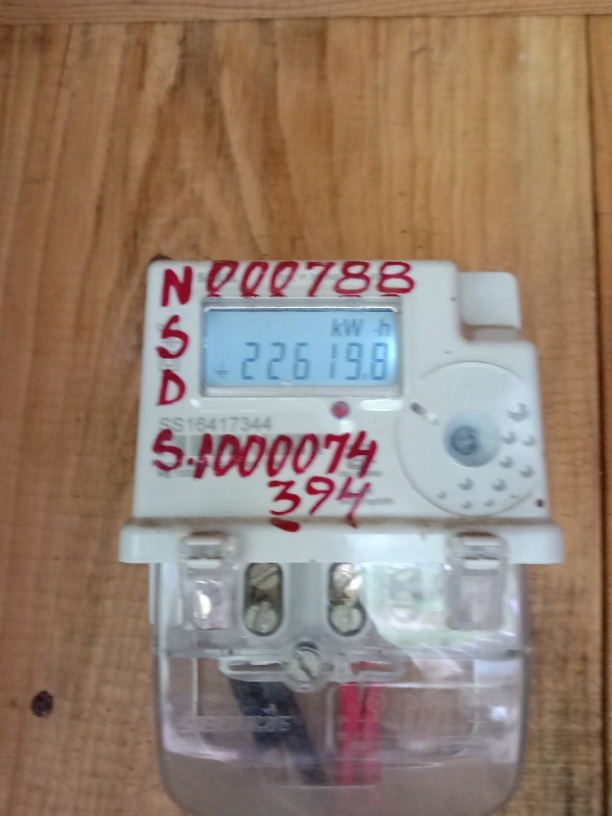 N 000788
S
D
kW·h
22619.8
SS16417344
S.1000074
394